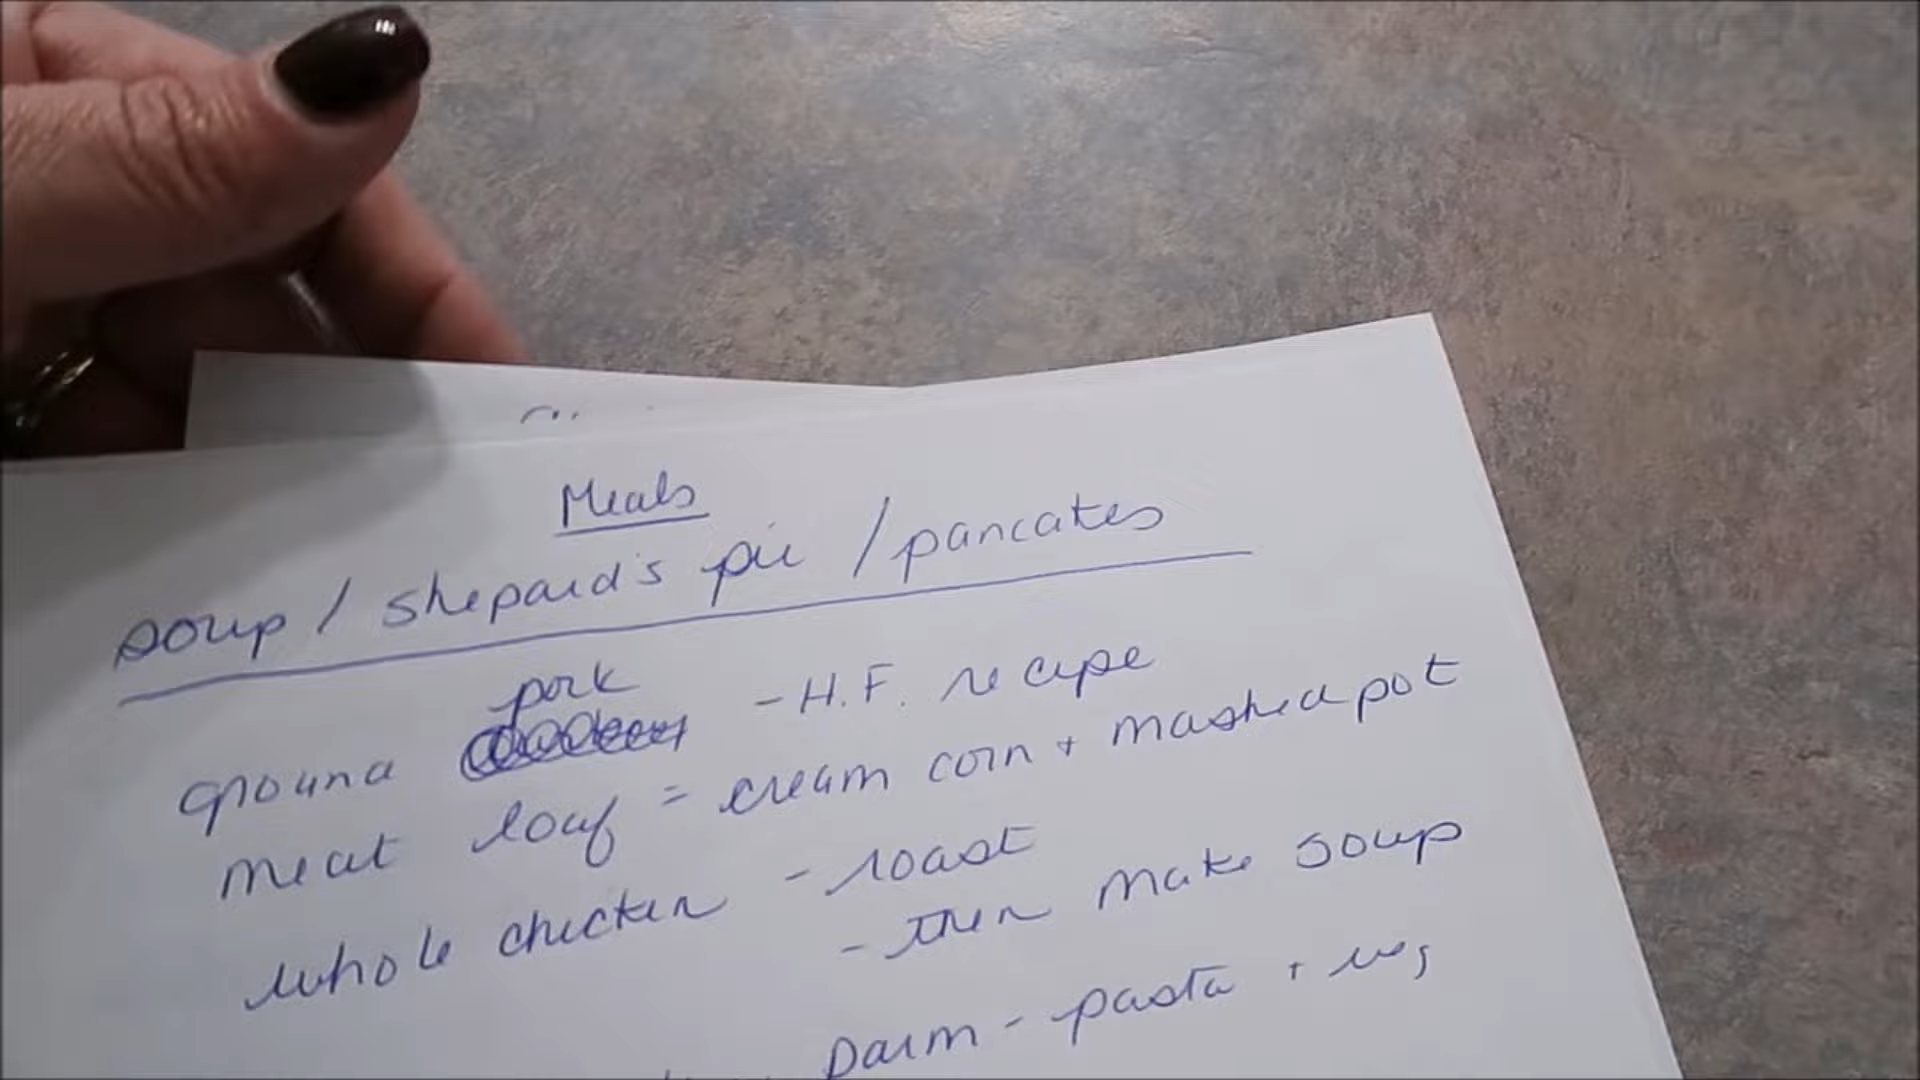 Meals
soup / shepard's pie / pancakes
pork
ground - H.F. recipe
meat loaf = cream corn + mashed pot
whole chicken - roast
- then make soup
parm - pasta + veg